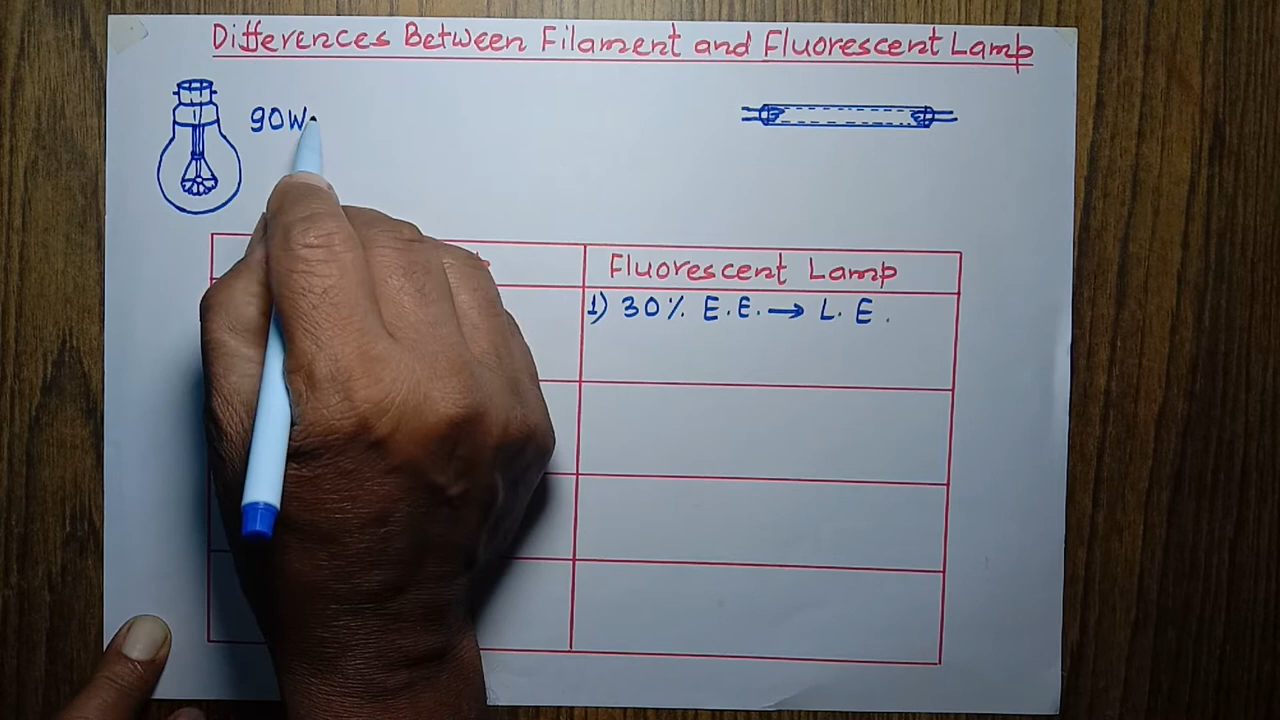 Differences Between Filament and Fluorescent Lamp
90W
Fluorescent Lamp
1) 30% E.E. → L.E.